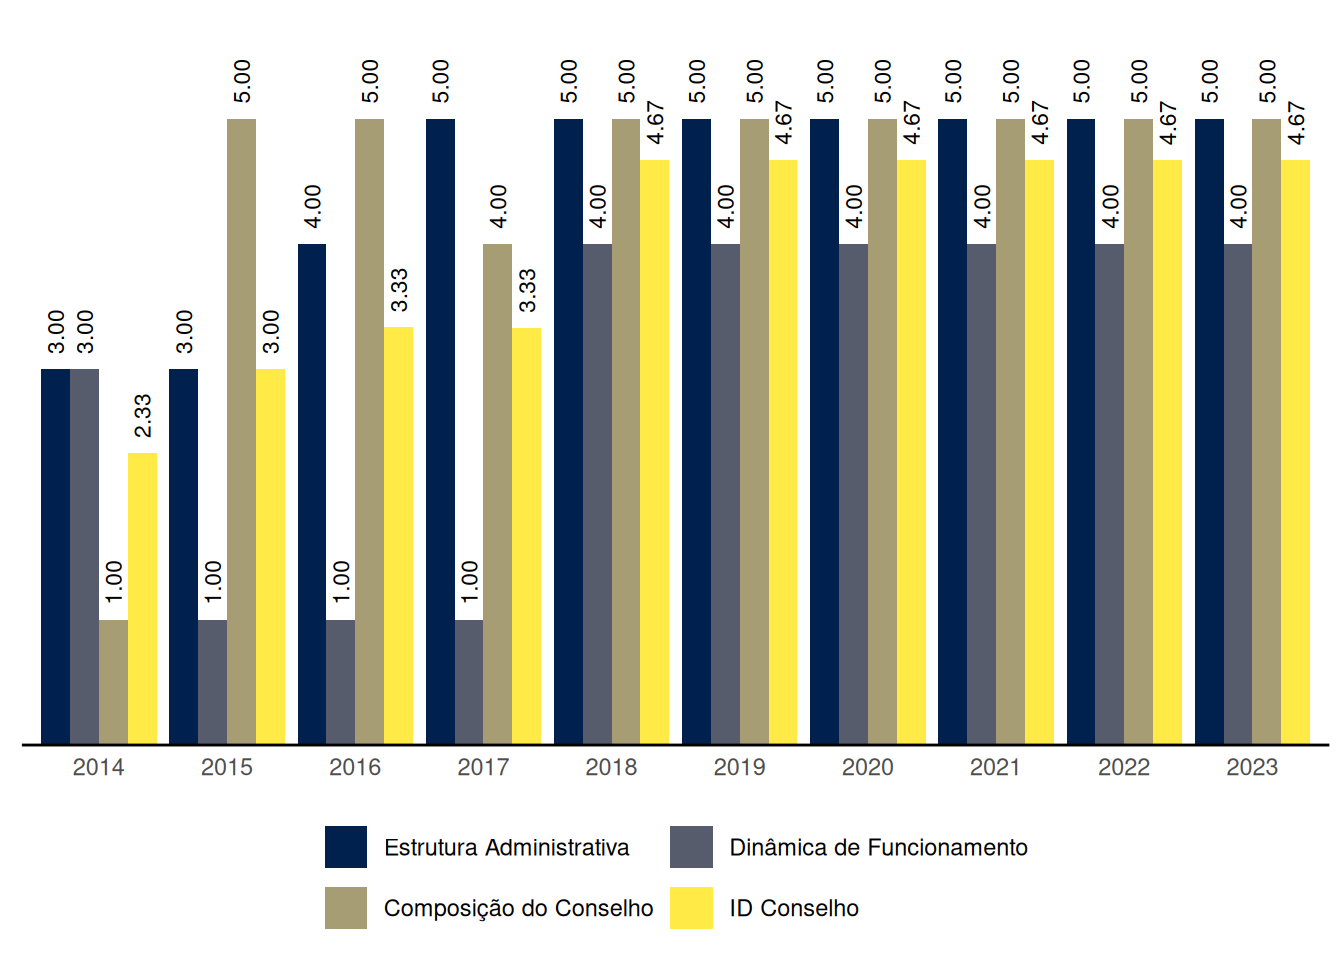 3.00 3.00 1.00 2.33
3.00 1.00 5.00 3.00
4.00 1.00 5.00 3.33
5.00 1.00 4.00 3.33
5.00 4.00 5.00 4.67
5.00 4.00 5.00 4.67
5.00 4.00 5.00 4.67
5.00 4.00 5.00 4.67
5.00 4.00 5.00 4.67
5.00 4.00 5.00 4.67
2014 2015 2016 2017 2018 2019 2020 2021 2022 2023
Estrutura Administrativa Dinâmica de Funcionamento
Composição do Conselho ID Conselho